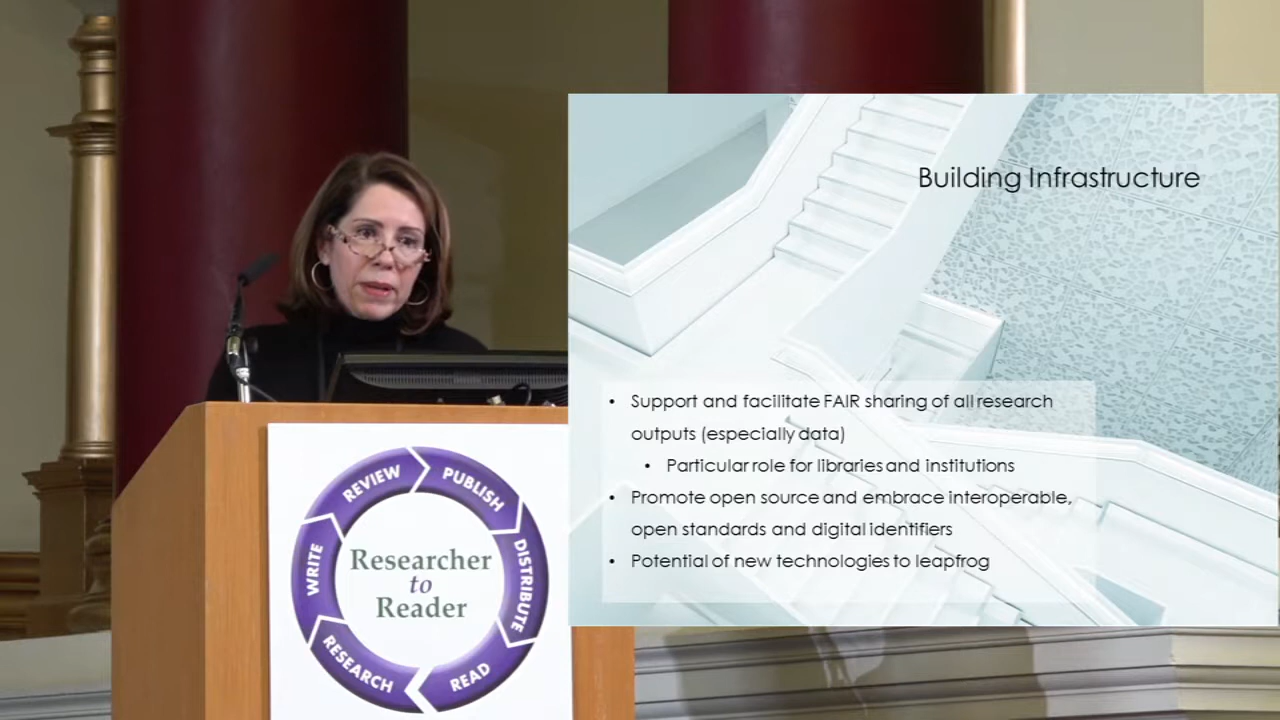 Building Infrastructure
• Support and facilitate FAIR sharing of all research
outputs (especially data)
• Particular role for libraries and institutions
• Promote open source and embrace interoperable,
open standards and digital identifiers
• Potential of new technologies to leapfrog
REVIEW
PUBLISH
DISTRIBUTE
READ
RESEARCH
WRITE
Researcher
to
Reader